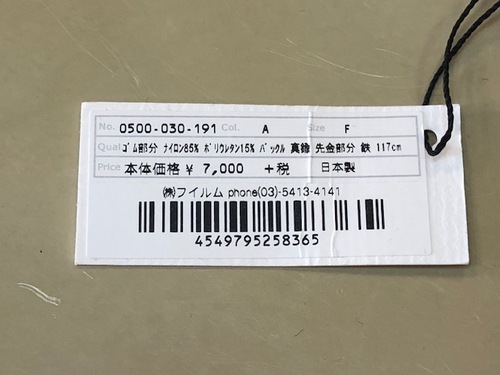 No. 0500-030-191 Col. A Size F
Qual ゴム部分 ナイロン85% ポリウレタン15% バックル 真鍮 先金部分 鉄 117cm
Price 本体価格¥ 7,000 +税 日本製
㈱フイルム phone(03)-5413-4141
4549795258365